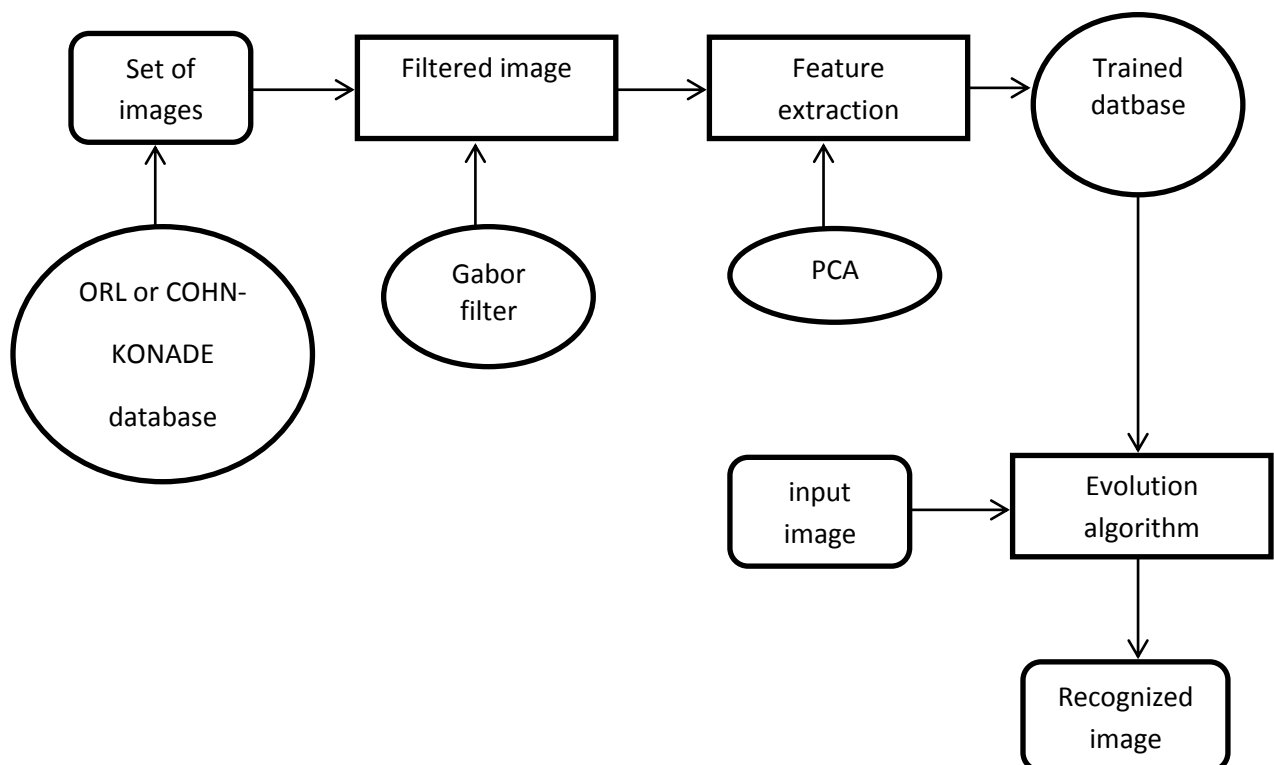 Set of
images
Filtered image
Feature
extraction
Trained
datbase
ORL or COHN-
KONADE
database
Gabor
filter
PCA
input
image
Evolution
algorithm
Recognized
image